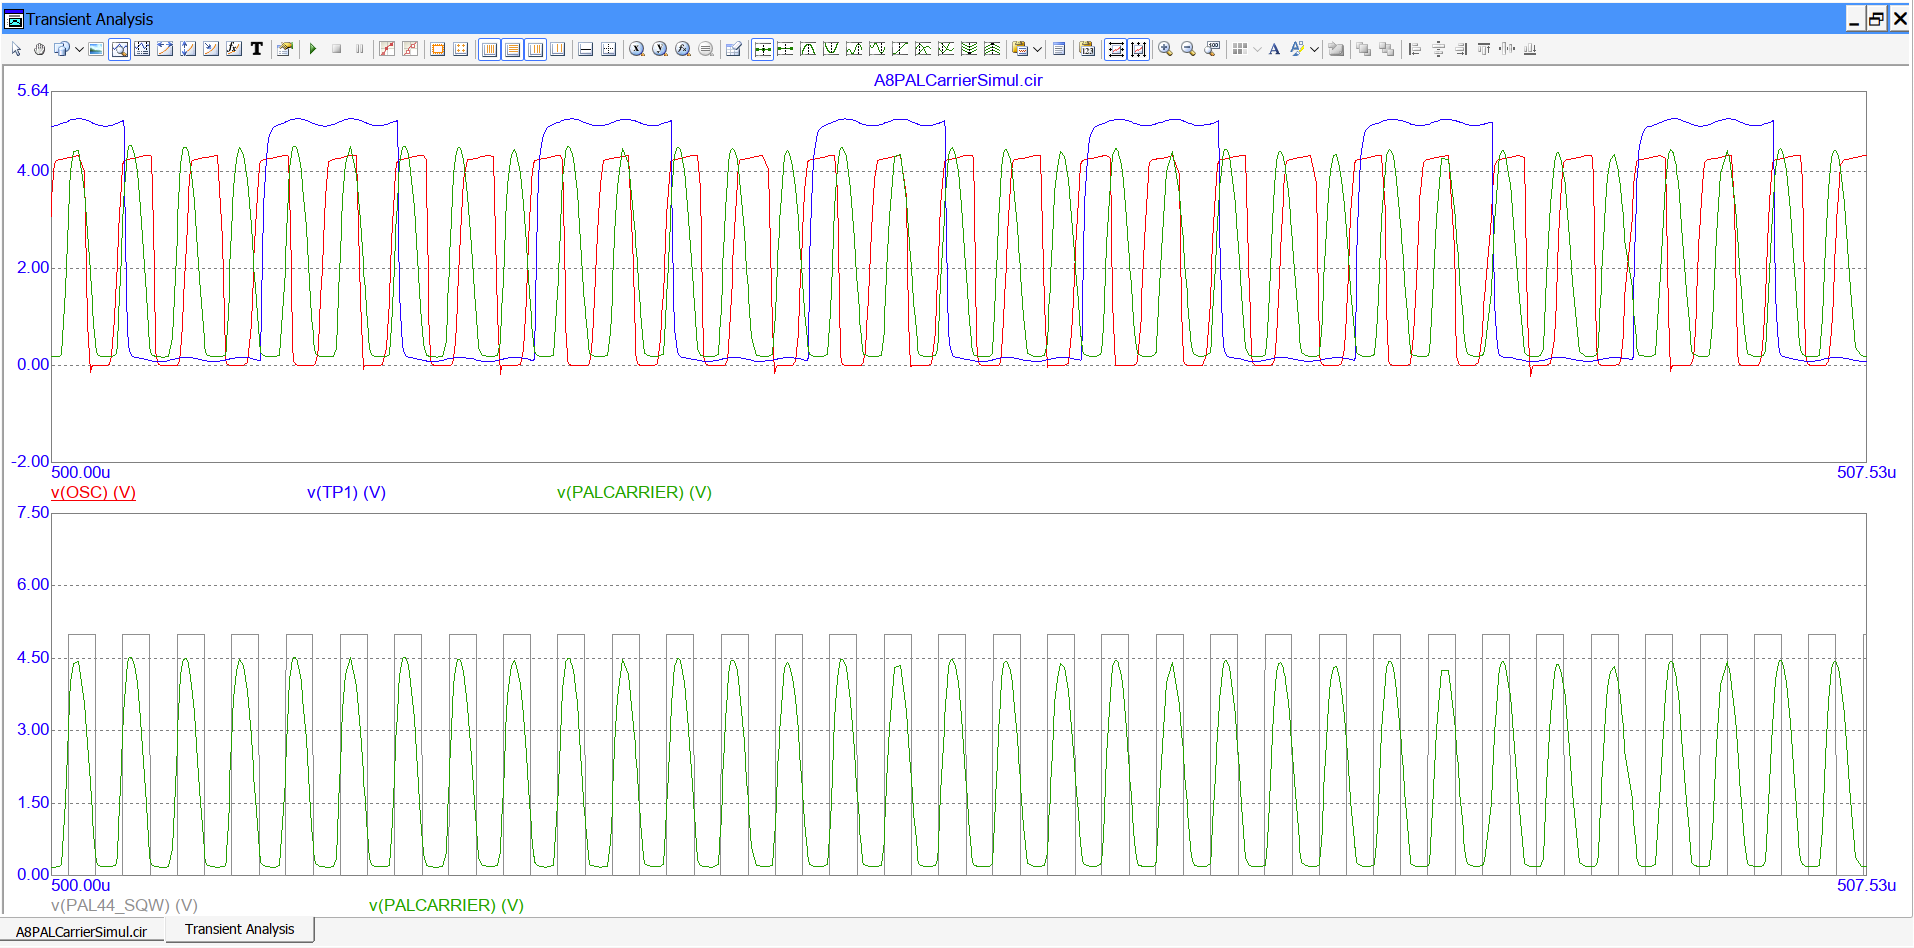 Transient Analysis
A8PALCarrierSimul.cir
5.64
4.00
2.00
0.00
-2.00
500.00u 507.53u
v(OSC) (V) v(TP1) (V) v(PALCARRIER) (V)
7.50
6.00
4.50
3.00
1.50
0.00
500.00u 507.53u
v(PAL44_SQW) (V) v(PALCARRIER) (V)
A8PALCarrierSimul.cir Transient Analysis